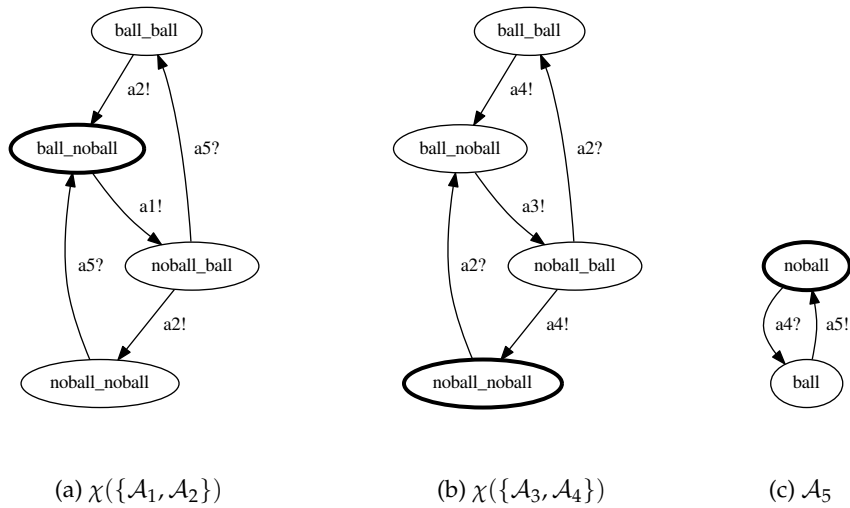 ball_ball
a2!
ball_noball
a5?
a1!
a5?
noball_ball
a2!
noball_noball
(a) χ({𝒜₁, 𝒜₂})
ball_ball
a4!
ball_noball
a2?
a3!
a2?
noball_ball
a4!
noball_noball
(b) χ({𝒜₃, 𝒜₄})
noball
a4?
a5!
ball
(c) 𝒜₅